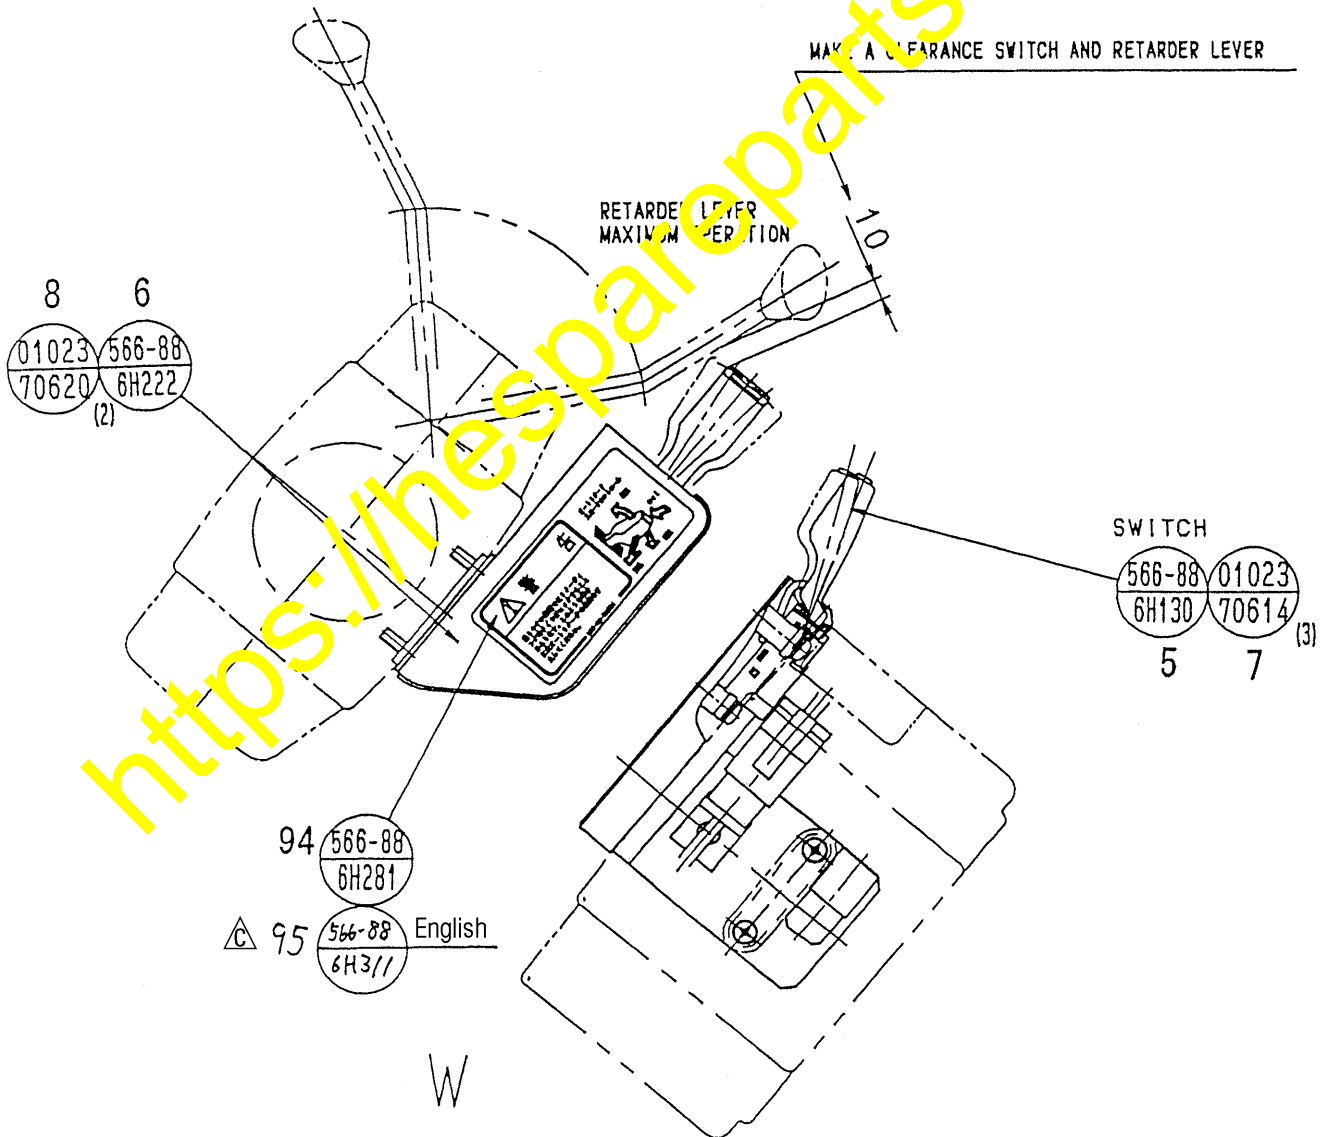 MAKE A CLEARANCE SWITCH AND RETARDER LEVER
10
RETARDER LEVER
MAXIMUM OPERATION
8 6
01023 566-88
70620 6H222
(2)
SWITCH
566-88 01023
6H130 70614
(3)
5 7
94 566-88
6H281
C 95 566-88 English
6H311
W
https://hespareparts